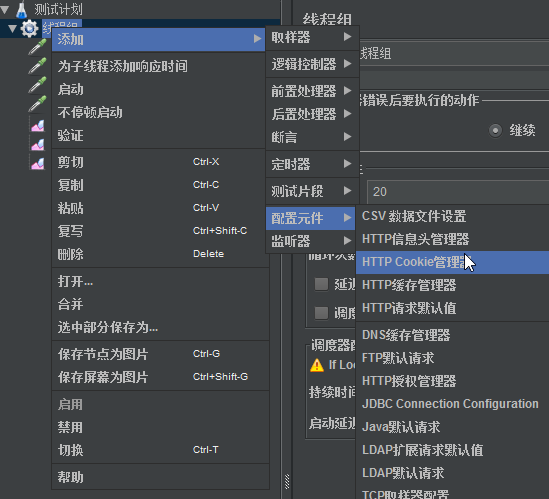 测试计划
线程组
添加
为子线程添加响应时间
启动
不停顿启动
验证
剪切 Ctrl-X
复制 Ctrl-C
粘贴 Ctrl-V
复写 Ctrl+Shift-C
删除 Delete
打开...
合并
选中部分保存为...
保存节点为图片 Ctrl-G
保存屏幕为图片 Ctrl+Shift-G
启用
禁用
切换 Ctrl-T
帮助
取样器
逻辑控制器
前置处理器
后置处理器
断言
定时器
测试片段
配置元件
监听器
CSV 数据文件设置
HTTP信息头管理器
HTTP Cookie管理器
HTTP缓存管理器
HTTP请求默认值
DNS缓存管理器
FTP默认请求
HTTP授权管理器
JDBC Connection Configuration
Java默认请求
LDAP扩展请求默认值
LDAP默认请求
TCP取样器配置
线程组
线程组
错误后要执行的动作
继续
20
循环次数
延迟
调度
调度器配
If Loo
持续时间
启动延迟